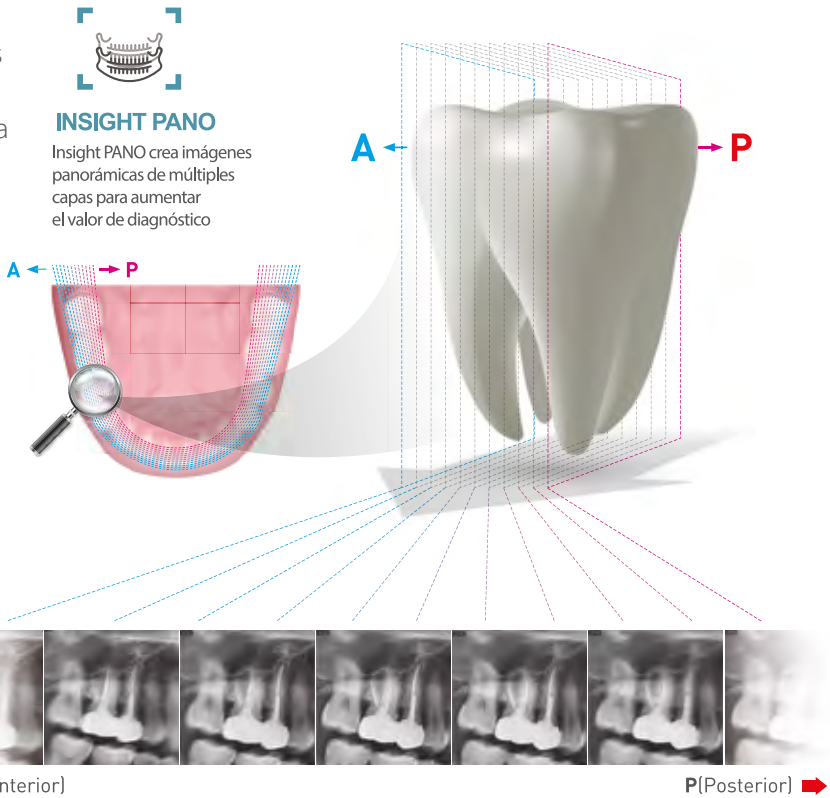 s
a
INSIGHT PANO
Insight PANO crea imágenes
panorámicas de múltiples
capas para aumentar
el valor de diagnóstico
A P
A P
nterior)
P(Posterior)